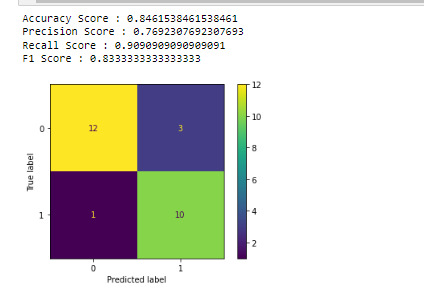 Accuracy Score : 0.8461538461538461
Precision Score : 0.7692307692307693
Recall Score : 0.9090909090909091
F1 Score : 0.8333333333333333
12
0
12
3
10
8
True label
6
1
1
10
4
2
0
1
Predicted label